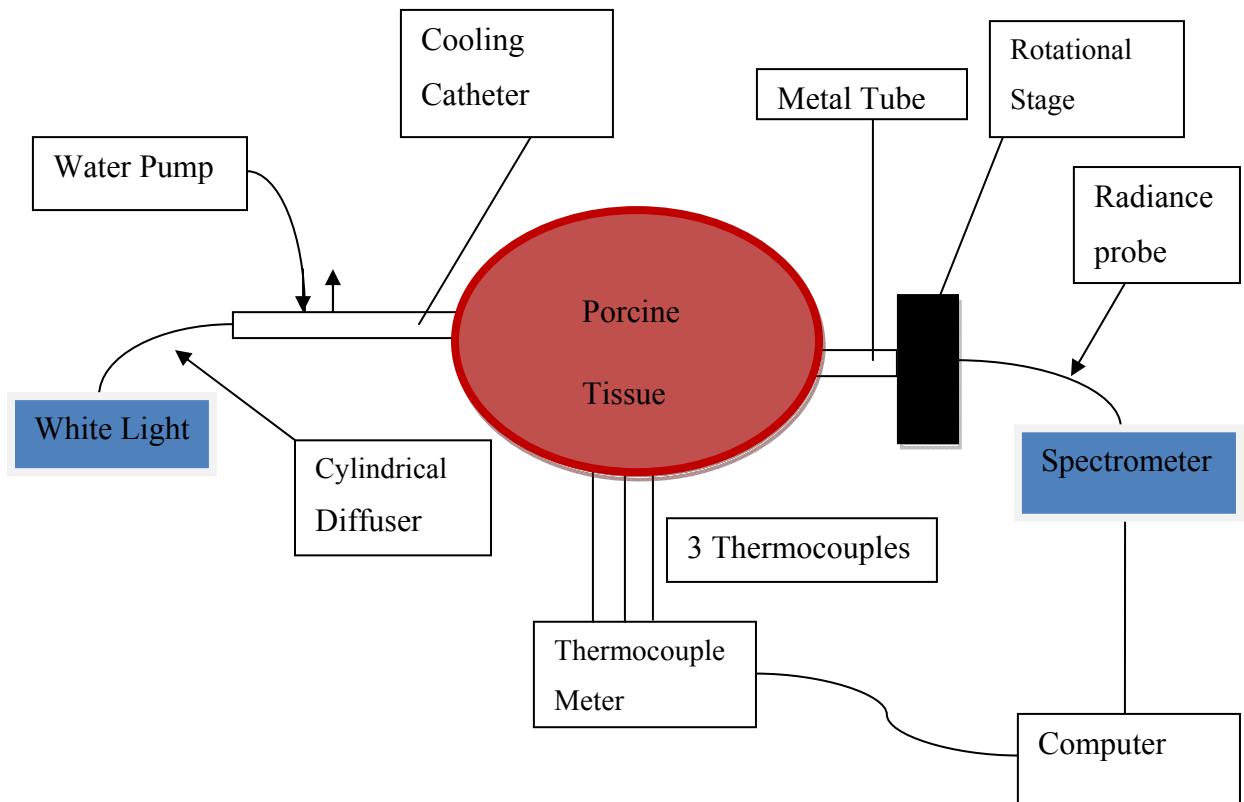 Cooling
Catheter
Rotational
Stage
Metal Tube
Water Pump
Radiance
probe
Porcine
Tissue
White Light
Cylindrical
Diffuser
Spectrometer
3 Thermocouples
Thermocouple
Meter
Computer